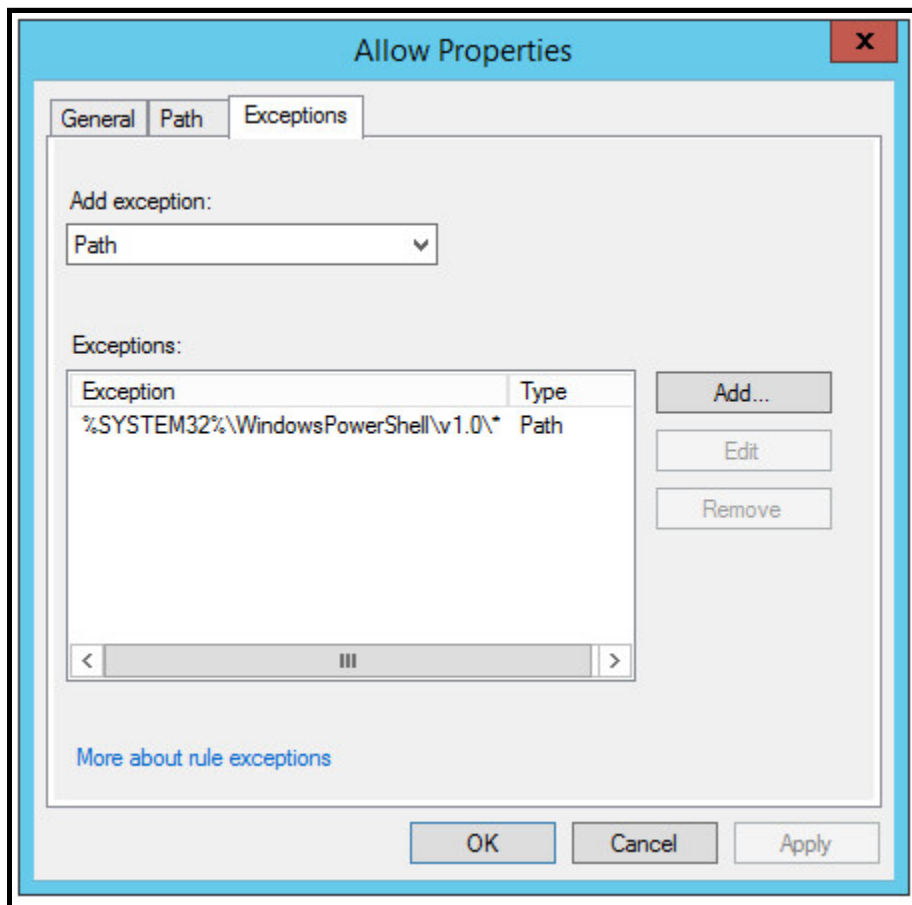 Allow Properties
x
General Path Exceptions
Add exception:
Path
Exceptions:
Exception Type
%SYSTEM32%\WindowsPowerShell\v1.0\* Path
Add...
Edit
Remove
More about rule exceptions
OK Cancel Apply